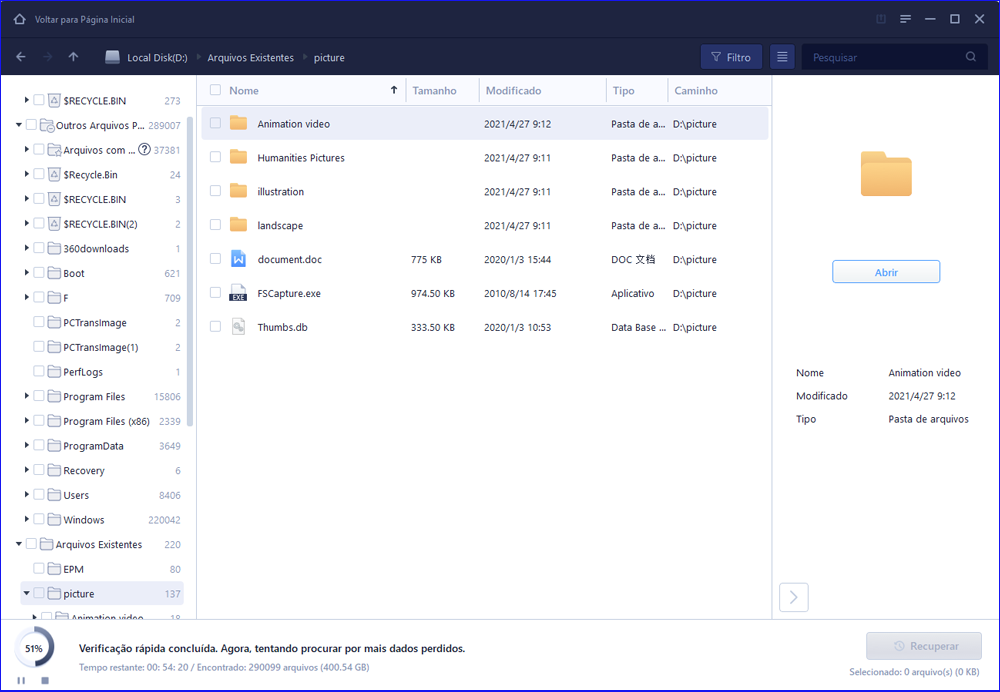 Voltar para Página Inicial
Local Disk(D:) Arquivos Existentes picture Filtro Pesquisar
$RECYCLE.BIN 273
Outros Arquivos P... 289007
Arquivos com ... 37381
$Recycle.Bin 24
$RECYCLE.BIN 3
$RECYCLE.BIN(2) 2
360downloads 1
Boot 621
F 709
PCTransImage 2
PCTransImage(1) 2
PerfLogs 1
Program Files 15806
Program Files (x86) 2339
ProgramData 3649
Recovery 6
Users 8406
Windows 220042
Arquivos Existentes 220
EPM 80
picture 137
Animation video 18
Nome Tamanho Modificado Tipo Caminho
Animation video 2021/4/27 9:12 Pasta de a... D:\picture
Humanities Pictures 2021/4/27 9:11 Pasta de a... D:\picture
illustration 2021/4/27 9:11 Pasta de a... D:\picture
landscape 2021/4/27 9:11 Pasta de a... D:\picture
document.doc 775 KB 2020/1/3 15:44 DOC 文档 D:\picture
FSCapture.exe 974.50 KB 2010/8/14 17:45 Aplicativo D:\picture
Thumbs.db 333.50 KB 2020/1/3 10:53 Data Base ... D:\picture
W
EXE
Abrir
Nome Animation video
Modificado 2021/4/27 9:12
Tipo Pasta de arquivos
51%
Verificação rápida concluída. Agora, tentando procurar por mais dados perdidos.
Tempo restante: 00: 54: 20 / Encontrado: 290099 arquivos (400.54 GB)
Recuperar
Selecionado: 0 arquivo(s) (0 KB)